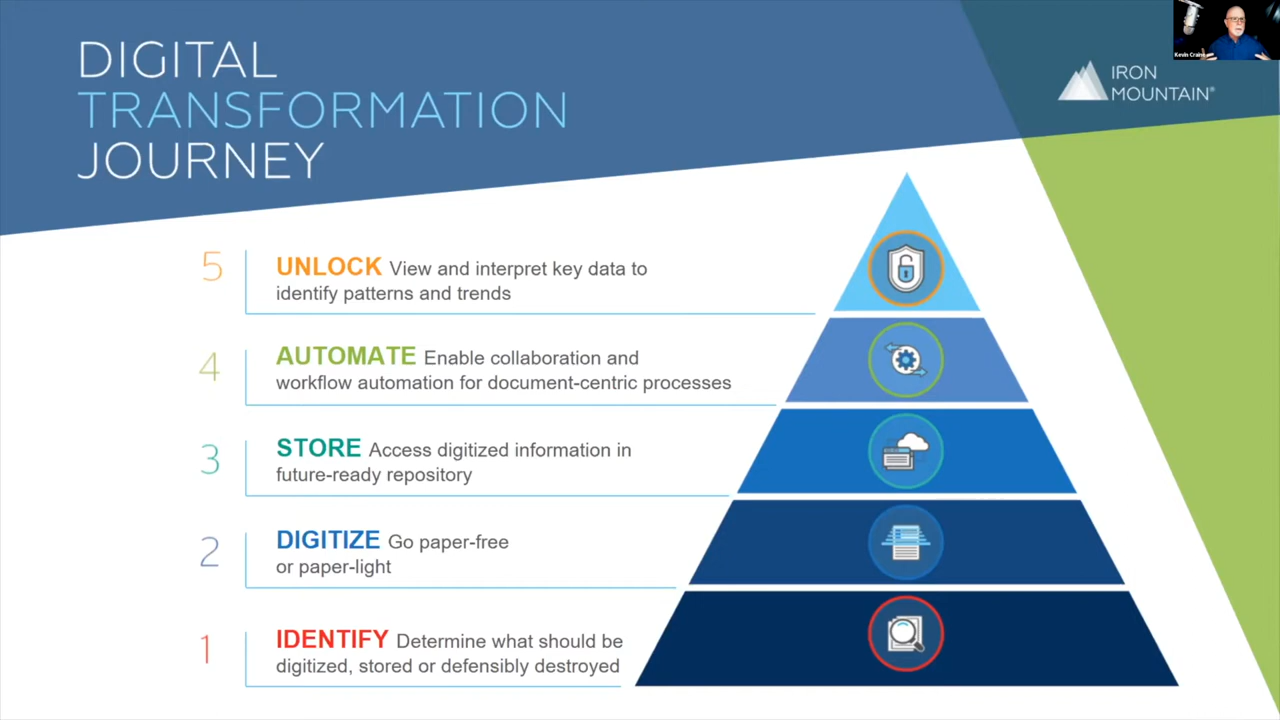 DIGITAL
TRANSFORMATION
JOURNEY
IRON
MOUNTAIN®
5
UNLOCK View and interpret key data to
identify patterns and trends
4
AUTOMATE Enable collaboration and
workflow automation for document-centric processes
3
STORE Access digitized information in
future-ready repository
2
DIGITIZE Go paper-free
or paper-light
1
IDENTIFY Determine what should be
digitized, stored or defensibly destroyed